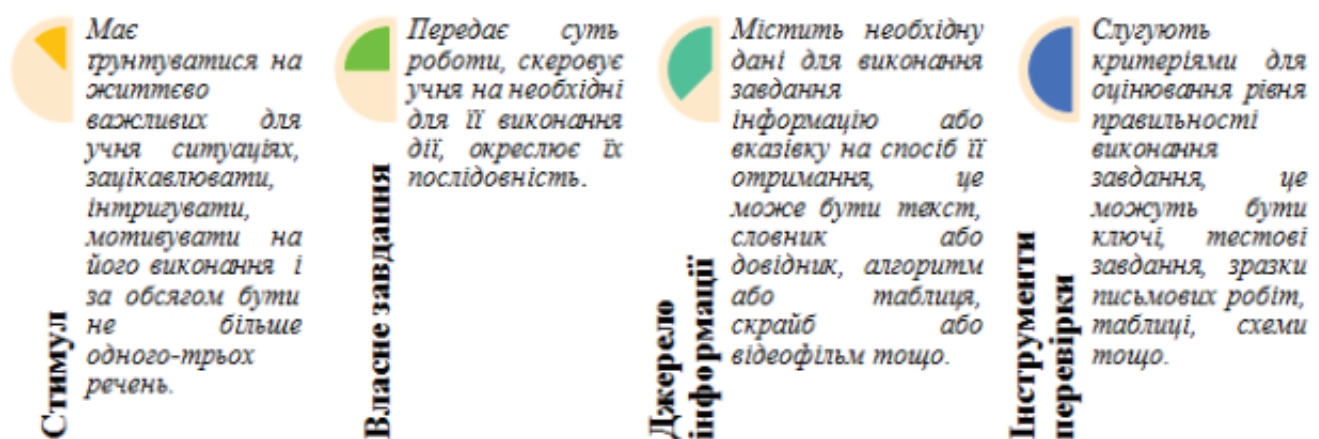 Стимул
Має
ґрунтуватися на
життєво
важливих для
учня ситуаціях,
зацікавлювати,
інтригувати,
мотивувати на
його виконання і
за обсягом бути
не більше
одного-трьох
речень.
Власне завдання
Передає суть
роботи, скеровує
учня на необхідні
для її виконання
дії, окреслює їх
послідовність.
Джерело
інформації
Містить необхідну
дані для виконання
завдання
інформацію або
вказівку на спосіб її
отримання, це
може бути текст,
словник або
довідник, алгоритм
або таблиця,
скрайб або
відеофільм тощо.
Інструменти
перевірки
Слугують
критеріями для
оцінювання рівня
правильності
виконання
завдання, це
можуть бути
ключі, тестові
завдання, зразки
письмових робіт,
таблиці, схеми
тощо.